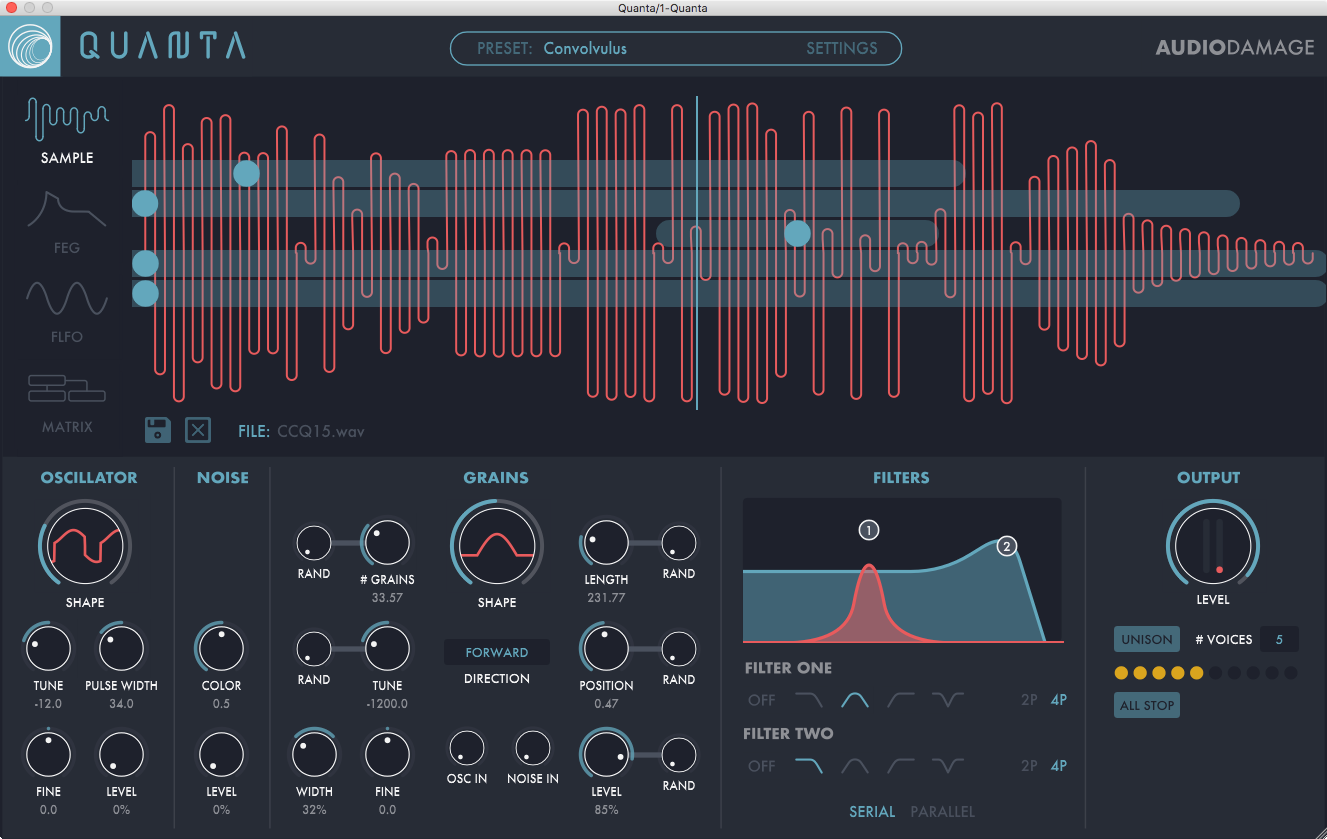 Quanta/1-Quanta
QUANTA
PRESET: Convolvulus SETTINGS
AUDIODAMAGE
SAMPLE
FEG
FLFO
MATRIX
FILE: CCQ15.wav
OSCILLATOR
SHAPE
TUNE
-12.0
PULSE WIDTH
34.0
FINE
0.0
LEVEL
0%
NOISE
COLOR
0.5
LEVEL
0%
GRAINS
RAND
# GRAINS
33.57
SHAPE
LENGTH
231.77
RAND
RAND
TUNE
-1200.0
FORWARD
DIRECTION
POSITION
0.47
RAND
WIDTH
32%
FINE
0.0
OSC IN
NOISE IN
LEVEL
85%
RAND
FILTERS
1
2
FILTER ONE
OFF 2P 4P
FILTER TWO
OFF 2P 4P
SERIAL PARALLEL
OUTPUT
LEVEL
UNISON # VOICES 5
ALL STOP